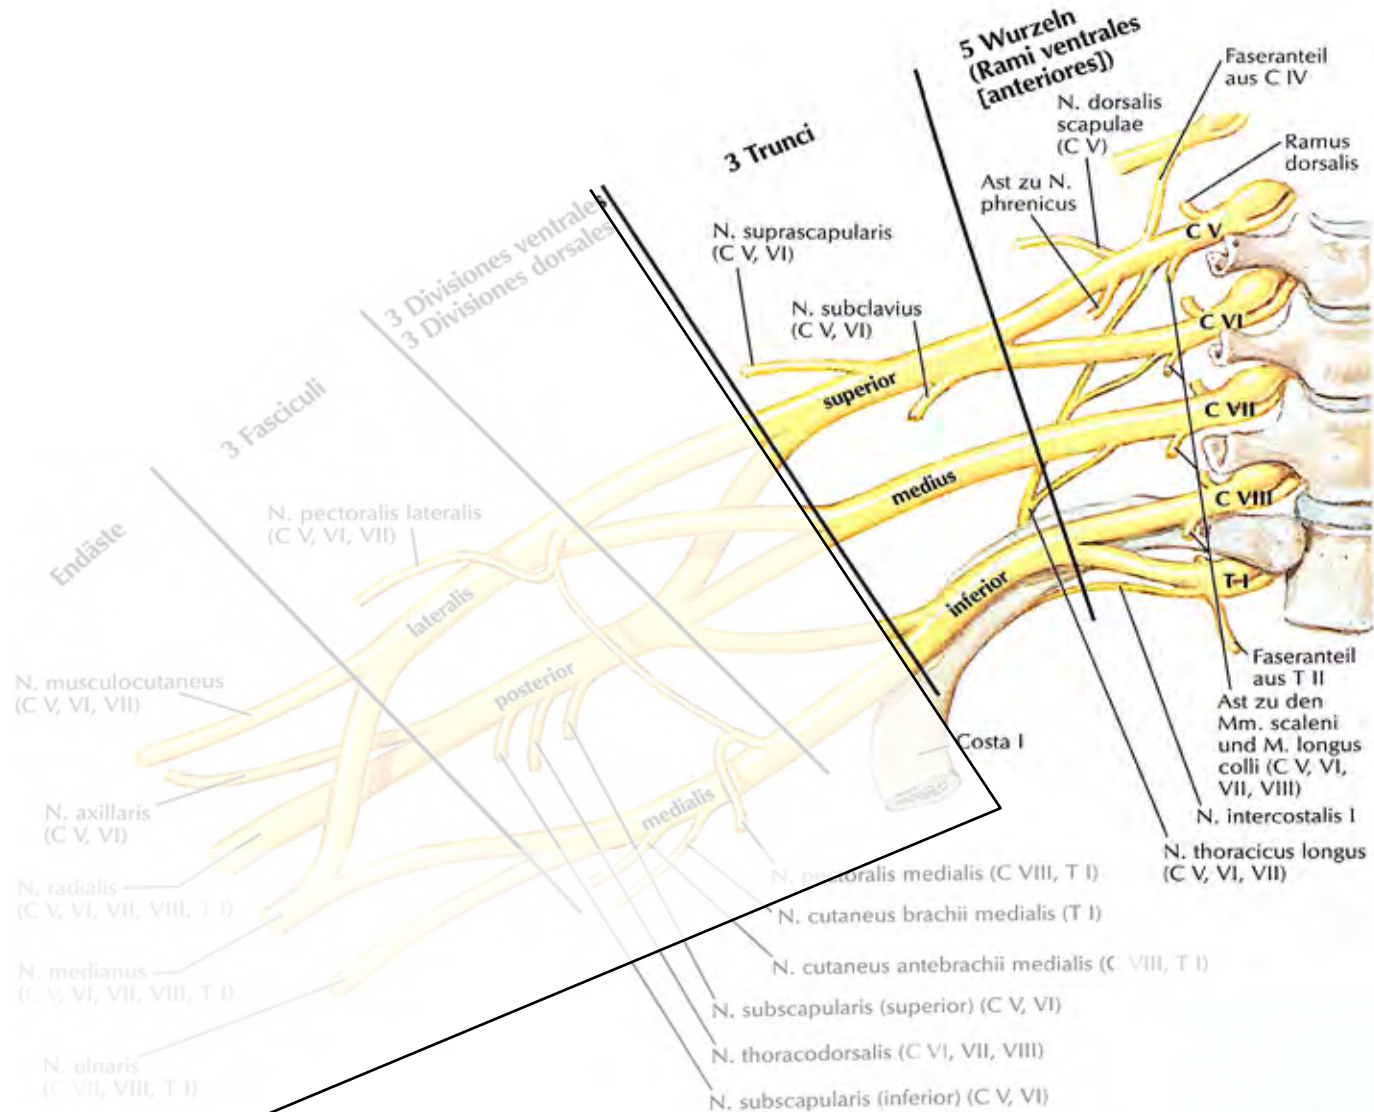 5 Wurzeln
(Rami ventrales
[anteriores])
Faseranteil
aus C IV
N. dorsalis
scapulae
(C V)
Ramus
dorsalis
3 Trunci
Ast zu N.
phrenicus
N. suprascapularis
(C V, VI)
C V
3 Divisiones ventrales
3 Divisiones dorsales
N. subclavius
(C V, VI)
C VI
superior
3 Fasciculi
C VII
medius
C VIII
N. pectoralis lateralis
(C V, VI, VII)
Endäste
inferior
T I
lateralis
Faseranteil
aus T II
posterior
N. musculocutaneus
(C V, VI, VII)
Ast zu den
Mm. scaleni
und M. longus
colli (C V, VI,
VII, VIII)
Costa I
medialis
N. axillaris
(C V, VI)
N. intercostalis I
N. thoracicus longus
(C V, VI, VII)
N. pectoralis medialis (C VIII, T I)
N. radialis
(C V, VI, VII, VIII, T I)
N. cutaneus brachii medialis (T I)
N. cutaneus antebrachii medialis (C VIII, T I)
N. medianus
(C V, VI, VII, VIII, T I)
N. subscapularis (superior) (C V, VI)
N. thoracodorsalis (C VI, VII, VIII)
N. ulnaris
(C VII, VIII, T I)
N. subscapularis (inferior) (C V, VI)